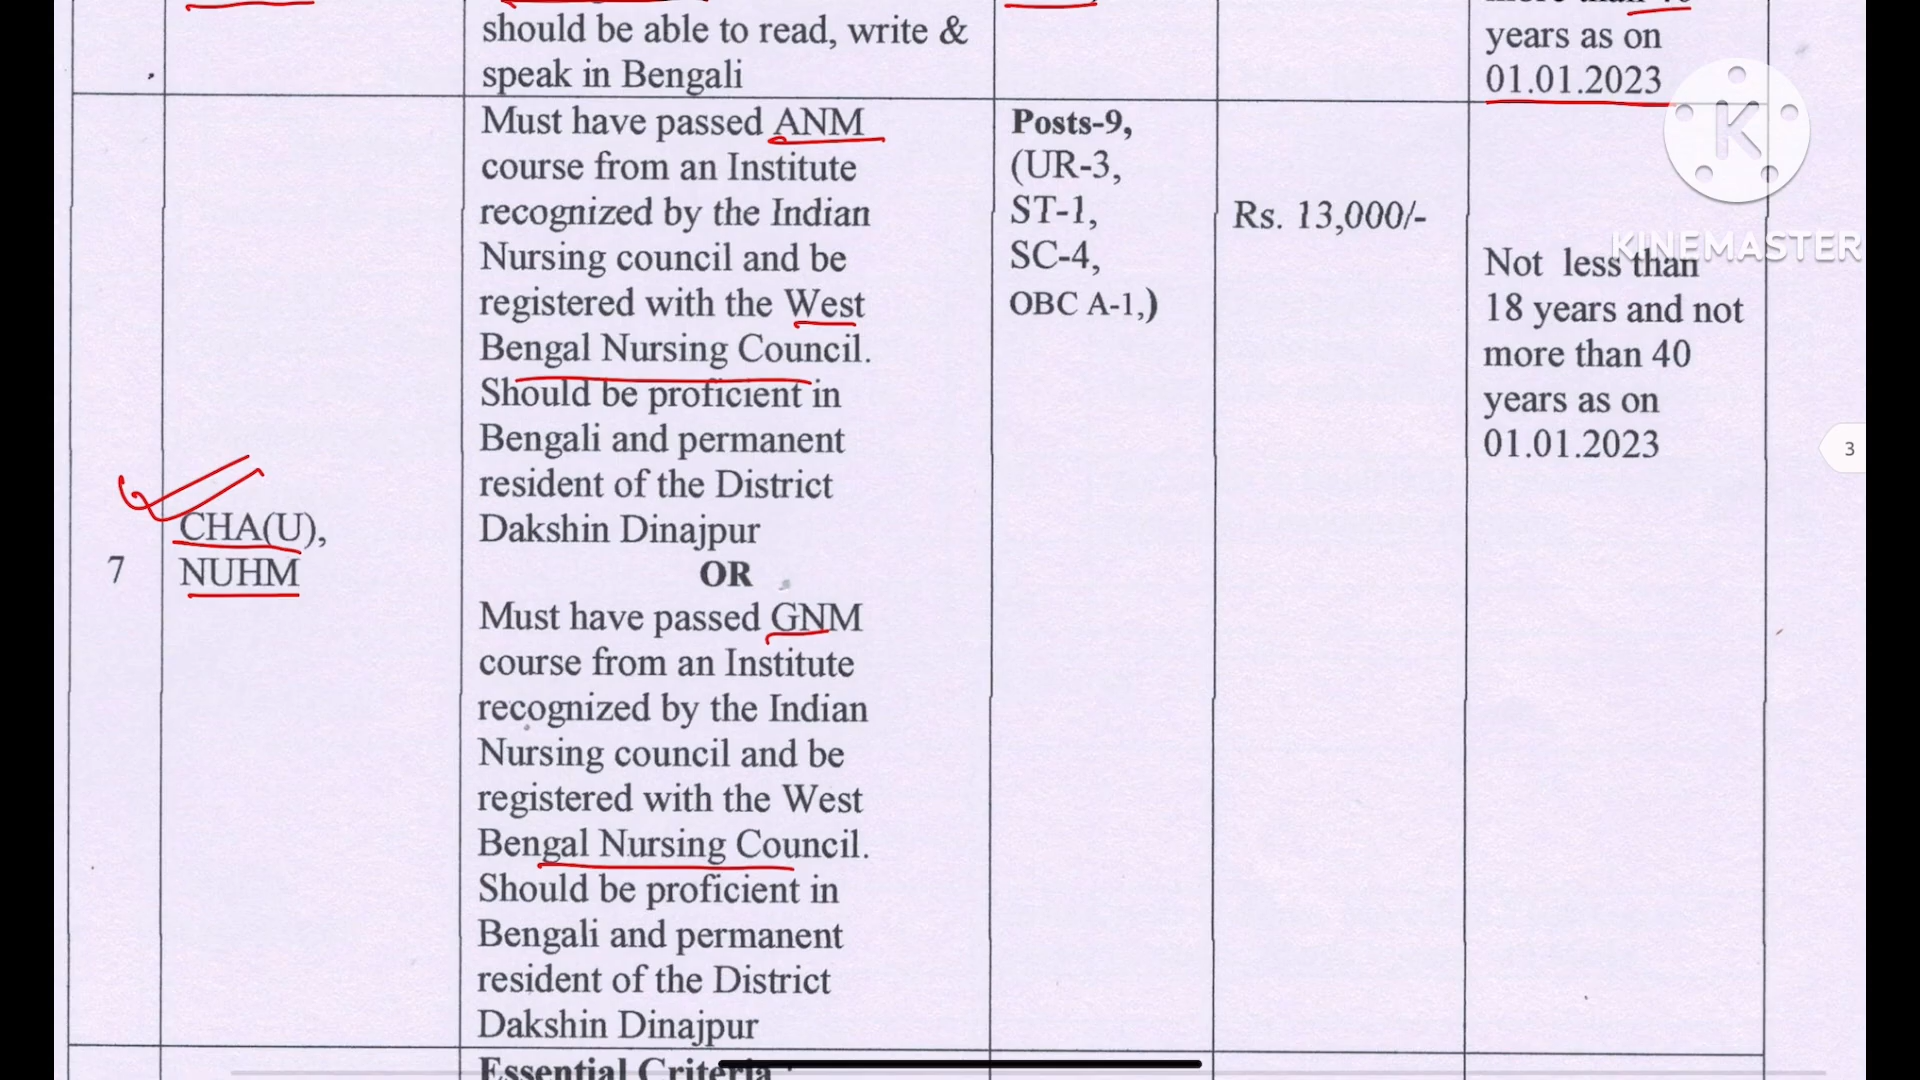 should be able to read, write &
speak in Bengali
years as on
01.01.2023
7
CHA(U),
NUHM
Must have passed ANM
course from an Institute
recognized by the Indian
Nursing council and be
registered with the West
Bengal Nursing Council.
Should be proficient in
Bengali and permanent
resident of the District
Dakshin Dinajpur
OR
Must have passed GNM
course from an Institute
recognized by the Indian
Nursing council and be
registered with the West
Bengal Nursing Council.
Should be proficient in
Bengali and permanent
resident of the District
Dakshin Dinajpur
Posts-9,
(UR-3,
ST-1,
SC-4,
OBC A-1,)
Rs. 13,000/-
Not less than
18 years and not
more than 40
years as on
01.01.2023
Essential Criteria
K
KINEMASTER
3